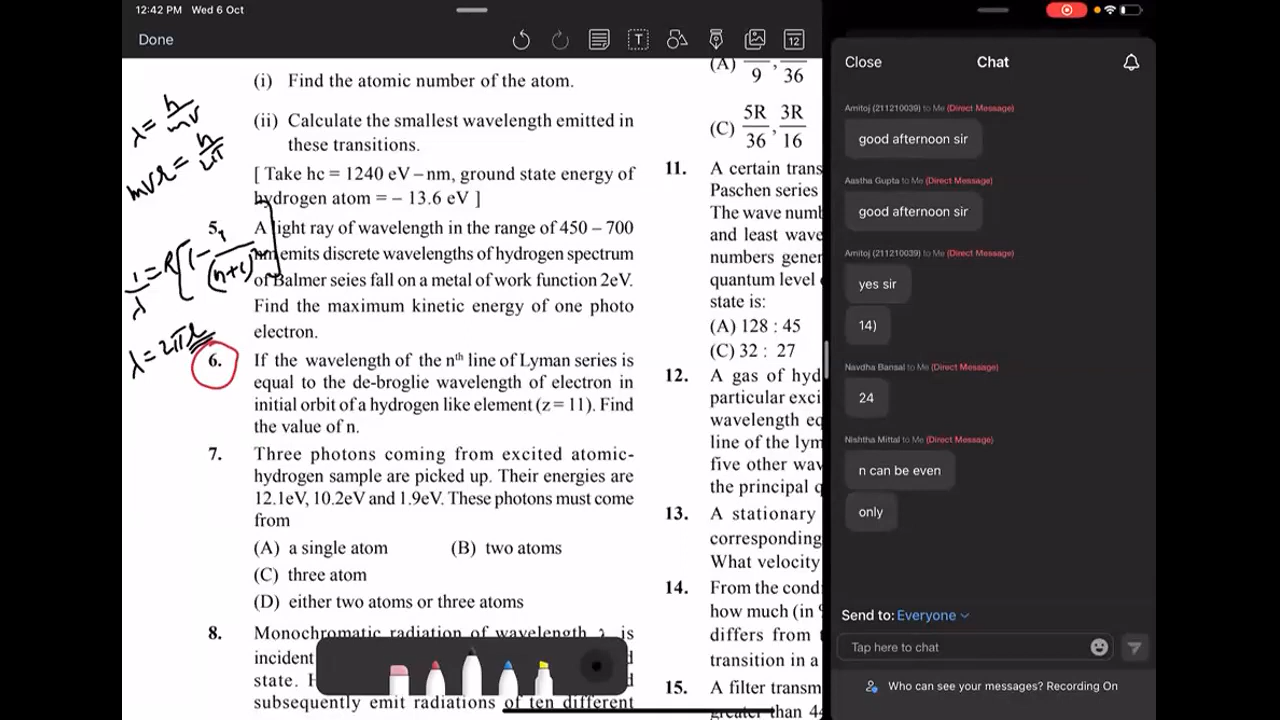 12:42 PM Wed 6 Oct
Done
T
12
(i) Find the atomic number of the atom.
(ii) Calculate the smallest wavelength emitted in
these transitions.
[ Take hc = 1240 eV – nm, ground state energy of
hydrogen atom = – 13.6 eV ]
5. A light ray of wavelength in the range of 450 – 700
emits discrete wavelengths of hydrogen spectrum
of Balmer seies fall on a metal of work function 2eV.
Find the maximum kinetic energy of one photo
electron.
6. If the wavelength of the nth line of Lyman series is
equal to the de-broglie wavelength of electron in
initial orbit of a hydrogen like element (z = 11). Find
the value of n.
7. Three photons coming from excited atomic-
hydrogen sample are picked up. Their energies are
12.1eV, 10.2eV and 1.9eV. These photons must come
from
(A) a single atom (B) two atoms
(C) three atom
(D) either two atoms or three atoms
8. Monochromatic radiation of wavelength λ is
incident
state.
subsequently emit radiations of ten different
λ = h/mv
mvr = h/2π
1/λ = R[1 - 1/(n+1)²]
λ = 2πr
(A) 9 , 36
(C) 5R/36 , 3R/16
11. A certain trans
Paschen series
The wave numb
and least wave
numbers gener
quantum level
state is:
(A) 128 : 45
(C) 32 : 27
12. A gas of hyd
particular exci
wavelength eq
line of the lym
five other wav
the principal q
13. A stationary
corresponding
What velocity
14. From the cond
how much (in
differs from
transition in a
15. A filter transm
greater than 4
Close Chat
Amitoj (211210039) to Me (Direct Message)
good afternoon sir
Aastha Gupta to Me (Direct Message)
good afternoon sir
Amitoj (211210039) to Me (Direct Message)
yes sir
14)
Navdha Bansal to Me (Direct Message)
24
Nishtha Mittal to Me (Direct Message)
n can be even
only
Send to: Everyone
Tap here to chat
Who can see your messages? Recording On